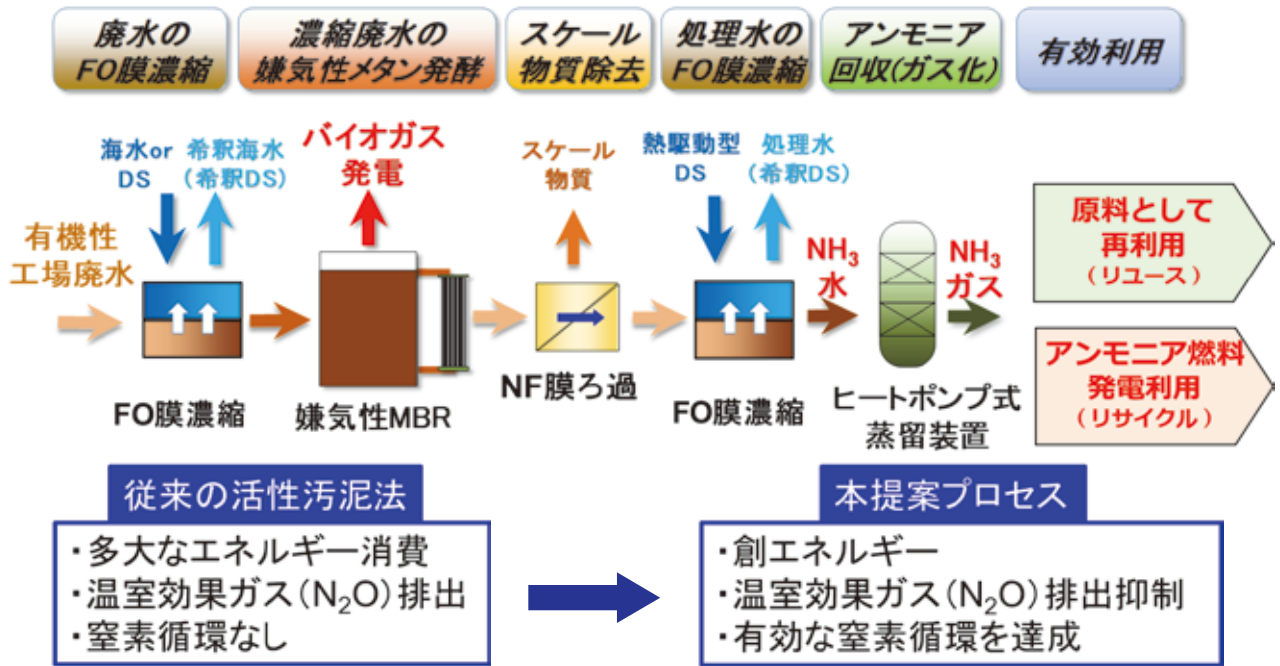 廃水の
FO膜濃縮
濃縮廃水の
嫌気性メタン発酵
スケール
物質除去
処理水の
FO膜濃縮
アンモニア
回収(ガス化)
有効利用
海水or
DS
希釈海水
(希釈DS)
バイオガス
発電
スケール
物質
熱駆動型
DS
処理水
(希釈DS)
有機性
工場廃水
NH₃
水
NH₃
ガス
原料として
再利用
(リユース)
アンモニア燃料
発電利用
(リサイクル)
FO膜濃縮
嫌気性MBR
NF膜ろ過
FO膜濃縮
ヒートポンプ式
蒸留装置
従来の活性汚泥法
・多大なエネルギー消費
・温室効果ガス(N₂O)排出
・窒素循環なし
本提案プロセス
・創エネルギー
・温室効果ガス(N₂O)排出抑制
・有効な窒素循環を達成